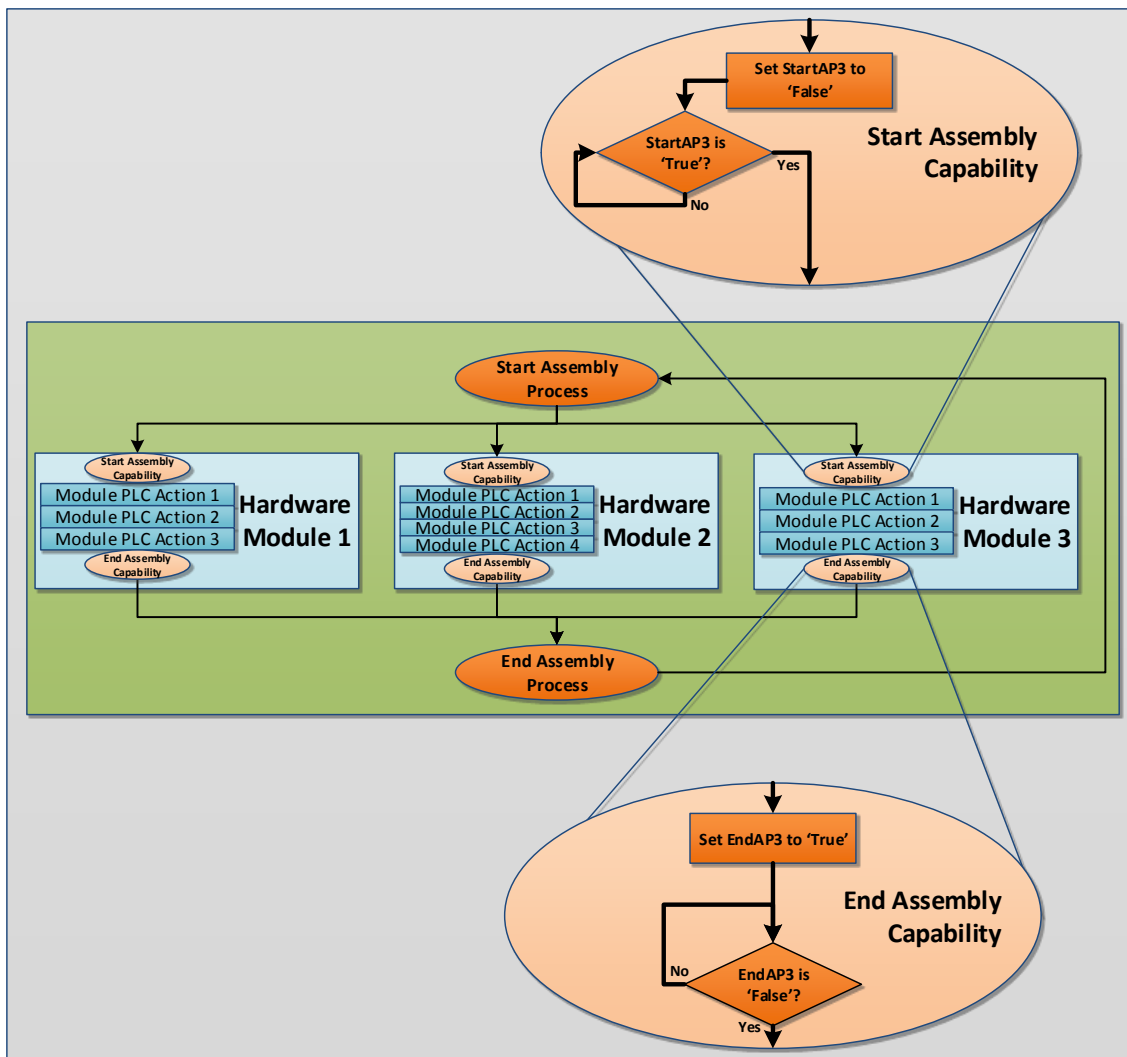 Set StartAP3 to
‘False’
StartAP3 is
‘True’?
Yes
No
Start Assembly
Capability
Start Assembly
Process
Start Assembly
Capability
Module PLC Action 1
Module PLC Action 2
Module PLC Action 3
End Assembly
Capability
Hardware
Module 1
Start Assembly
Capability
Module PLC Action 1
Module PLC Action 2
Module PLC Action 3
Module PLC Action 4
End Assembly
Capability
Hardware
Module 2
Start Assembly
Capability
Module PLC Action 1
Module PLC Action 2
Module PLC Action 3
End Assembly
Capability
Hardware
Module 3
End Assembly
Process
Set EndAP3 to ‘True’
End Assembly
Capability
No
EndAP3 is
‘False’?
Yes